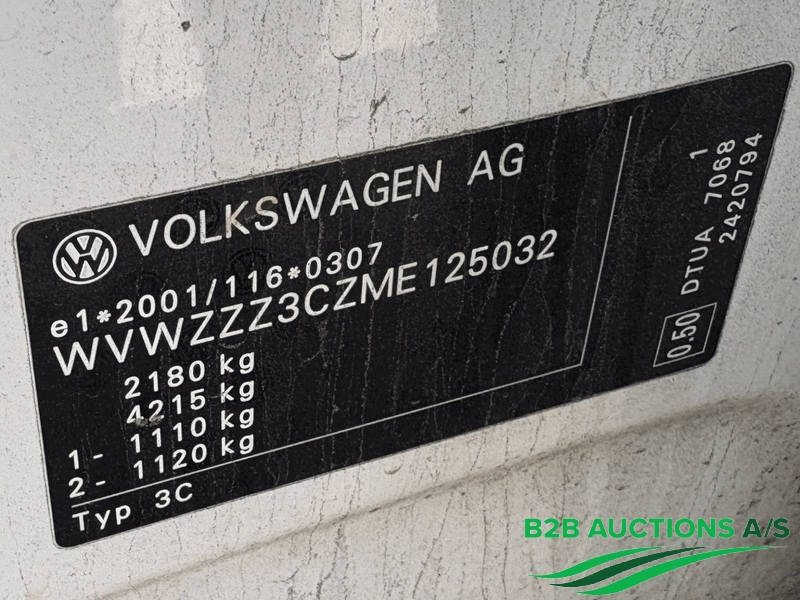 VOLKSWAGEN AG
e1*2001/116*0307
WVWZZZ3CZME125032
2180 kg
4215 kg
1- 1110 kg
2- 1120 kg
Typ 3C
0.50
1
DTUA 7068
2420794
B2B AUCTIONS A/S